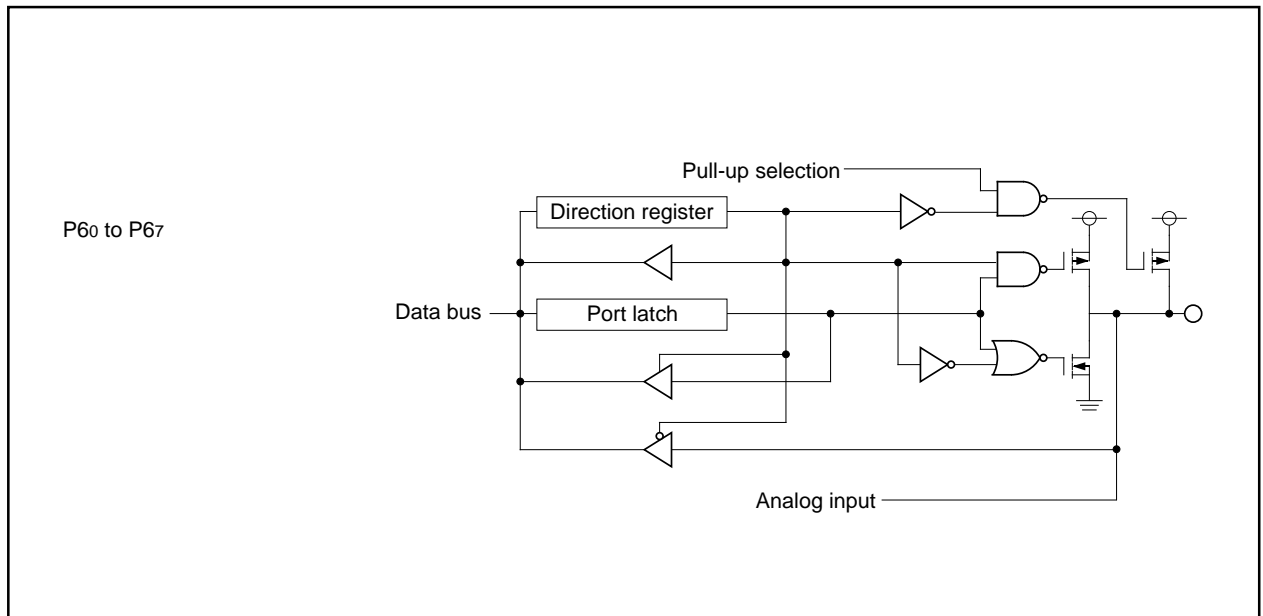 P60 to P67
Pull-up selection
Direction register
Data bus
Port latch
Analog input